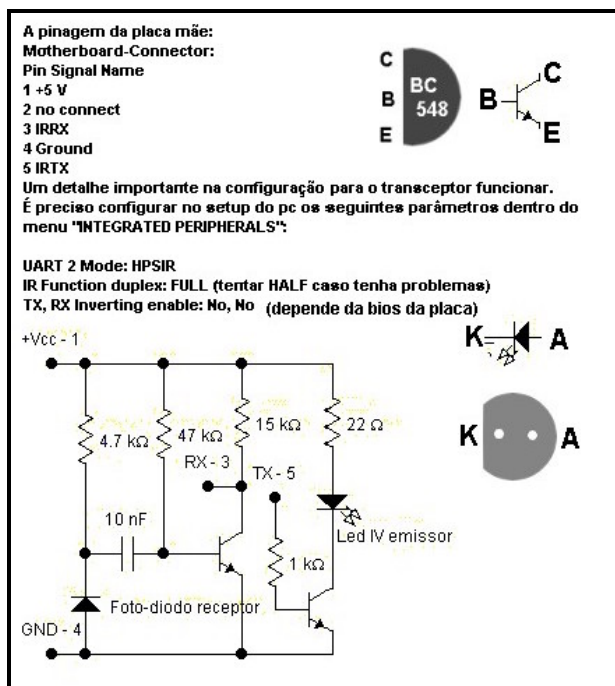 A pinagem da placa mãe:
Motherboard-Connector:
Pin Signal Name
1 +5 V
2 no connect
3 IRRX
4 Ground
5 IRTX
C
B
E
BC
548
C
B
E
Um detalhe importante na configuração para o transceptor funcionar.
É preciso configurar no setup do pc os seguintes parâmetros dentro do
menu "INTEGRATED PERIPHERALS":
UART 2 Mode: HPSIR
IR Function duplex: FULL (tentar HALF caso tenha problemas)
TX, RX Inverting enable: No, No (depende da bios da placa)
K A
K A
+Vcc - 1
4.7 kΩ
47 kΩ
15 kΩ
22 Ω
RX - 3
TX - 5
10 nF
Led IV emissor
1 kΩ
Foto-diodo receptor
GND - 4